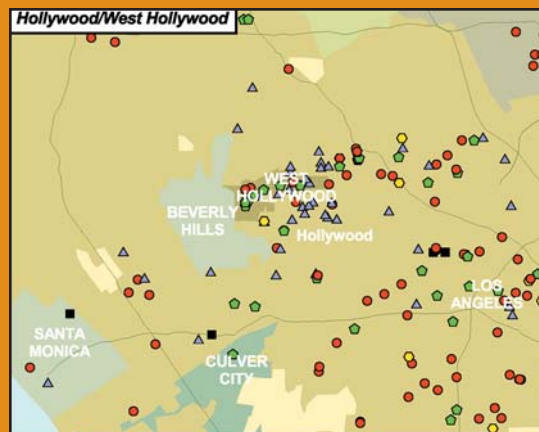 Hollywood/West Hollywood
WEST
HOLLYWOOD
BEVERLY
HILLS
Hollywood
LOS
ANGELES
SANTA
MONICA
CULVER
CITY